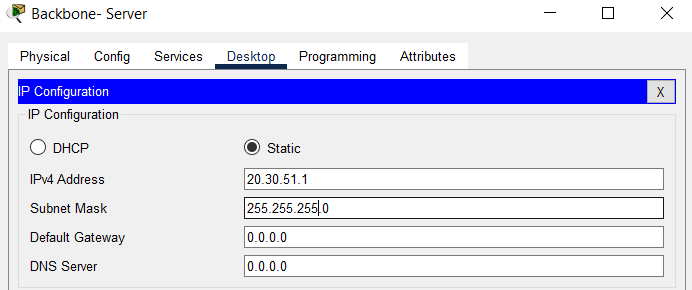 Backbone- Server
Physical Config Services Desktop Programming Attributes
IP Configuration X
IP Configuration
DHCP Static
IPv4 Address 20.30.51.1
Subnet Mask 255.255.255.0
Default Gateway 0.0.0.0
DNS Server 0.0.0.0